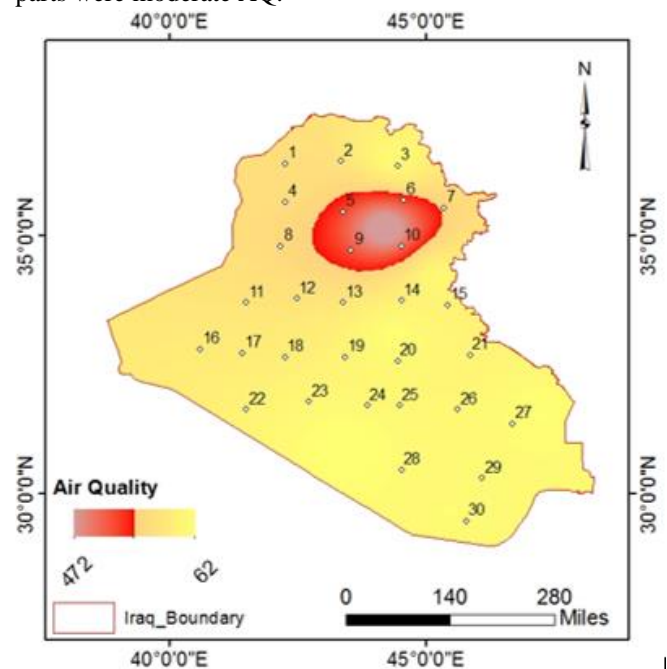 parts were moderate AQ.
40°0'0"E 45°0'0"E
N
1 2 3
4 5 6 7
35°0'0"N 8 9 10 35°0'0"N
11 12 13 14 15
16 17 18 19 20 21
22 23 24 25 26 27
28 29
30°0'0"N 30°0'0"N
30
Air Quality
472 62
Iraq_Boundary
0 140 280
Miles
40°0'0"E 45°0'0"E